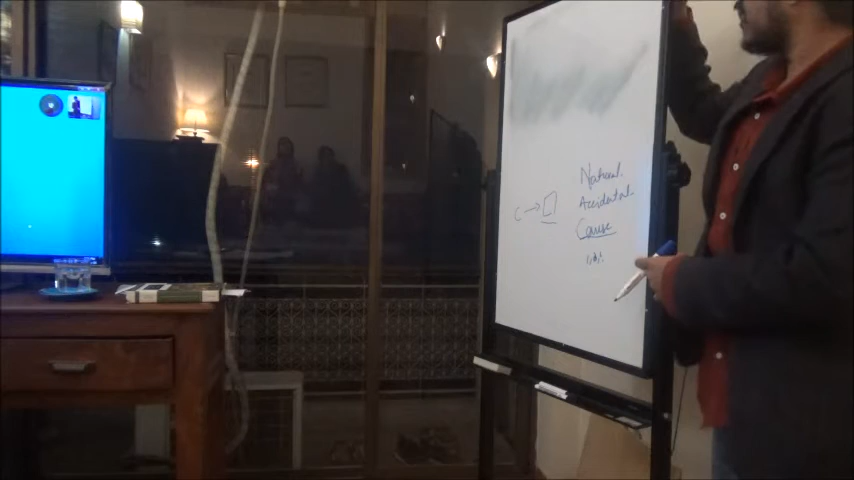 Natural.
Accidental.
C → 
Cause